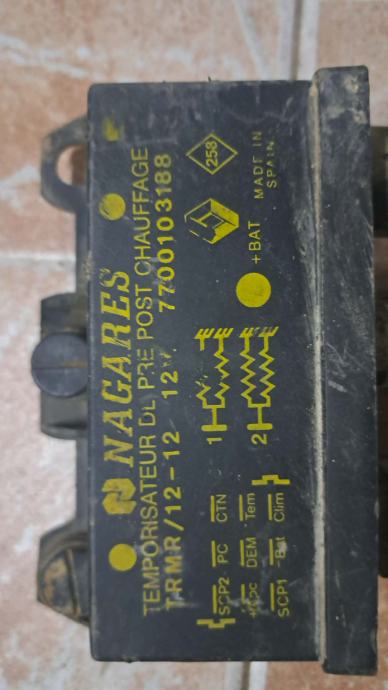 NAGARES
TEMPORISATEUR DE PRE POST CHAUFFAGE
TRMR/12-12 12V 7700103188
258
1
2
+BAT
MADE IN
SPAIN
SCP2 PC CTN
DEM Tem
SCP1 -Bat Clim